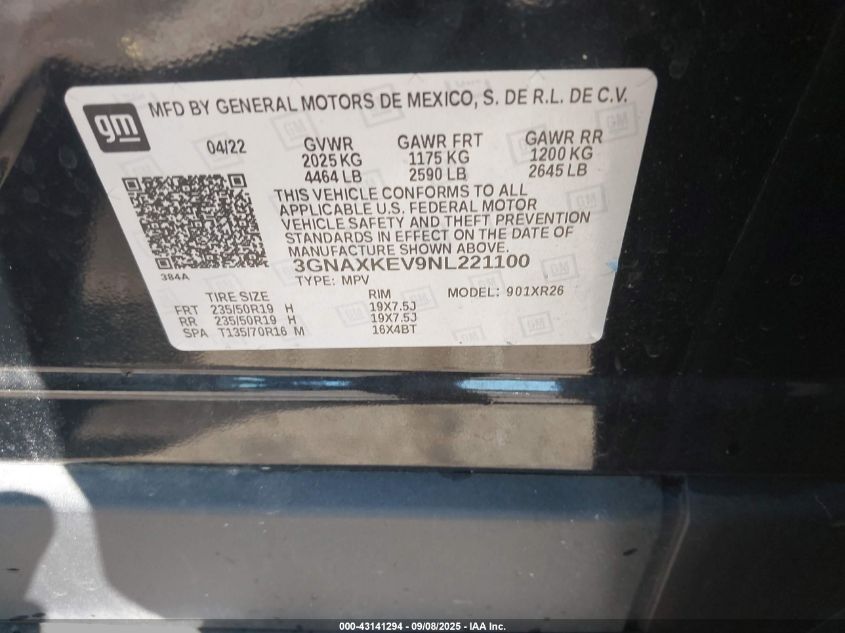 gm
MFD BY GENERAL MOTORS DE MEXICO, S. DE R.L. DE C.V.
04/22 GVWR GAWR FRT GAWR RR
2025 KG 1175 KG 1200 KG
4464 LB 2590 LB 2645 LB
THIS VEHICLE CONFORMS TO ALL
APPLICABLE U.S. FEDERAL MOTOR
VEHICLE SAFETY AND THEFT PREVENTION
STANDARDS IN EFFECT ON THE DATE OF
MANUFACTURE SHOWN ABOVE.
384A
3GNAXKEV9NL221100
TYPE: MPV MODEL: 901XR26
TIRE SIZE RIM
FRT 235/50R19 H 19X7.5J
RR 235/50R19 H 19X7.5J
SPA T135/70R16 M 16X4BT
000-43141294 - 09/08/2025 - IAA Inc.